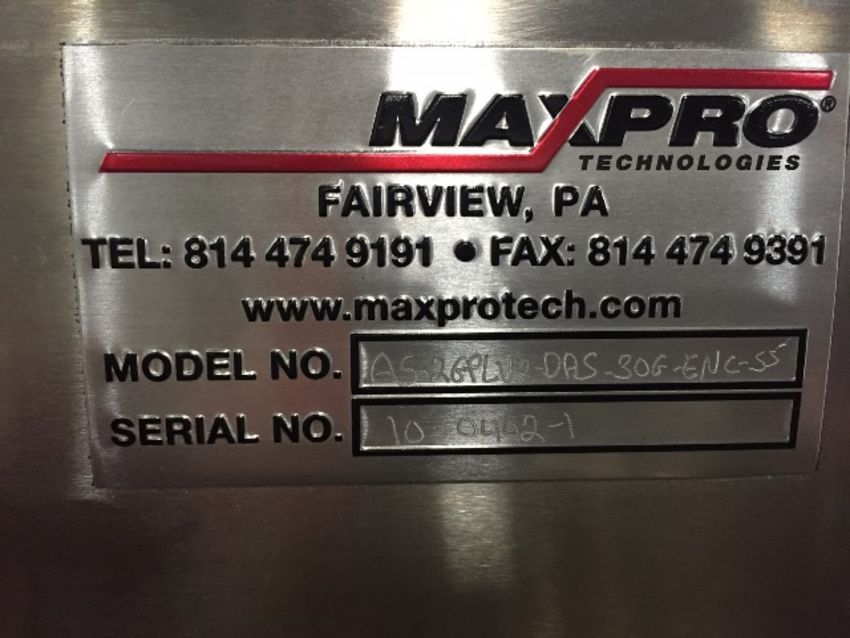 MAXPRO®
TECHNOLOGIES
FAIRVIEW, PA
TEL: 814 474 9191 • FAX: 814 474 9391
www.maxprotech.com
MODEL NO.
SERIAL NO. 10